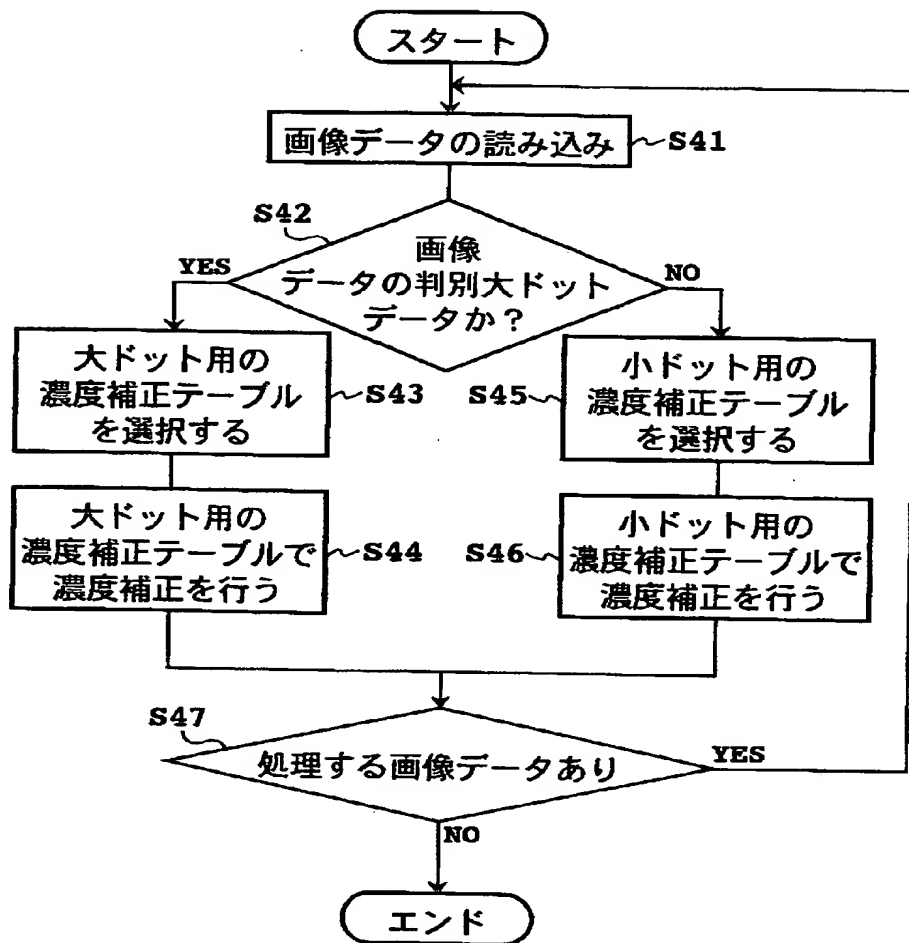 スタート
画像データの読み込み
S41
S42
画像
データの判別大ドット
データか？
YES
NO
大ドット用の
濃度補正テーブル
を選択する
S43
S45
小ドット用の
濃度補正テーブル
を選択する
大ドット用の
濃度補正テーブルで
濃度補正を行う
S44
S46
小ドット用の
濃度補正テーブルで
濃度補正を行う
S47
処理する画像データあり
YES
NO
エンド